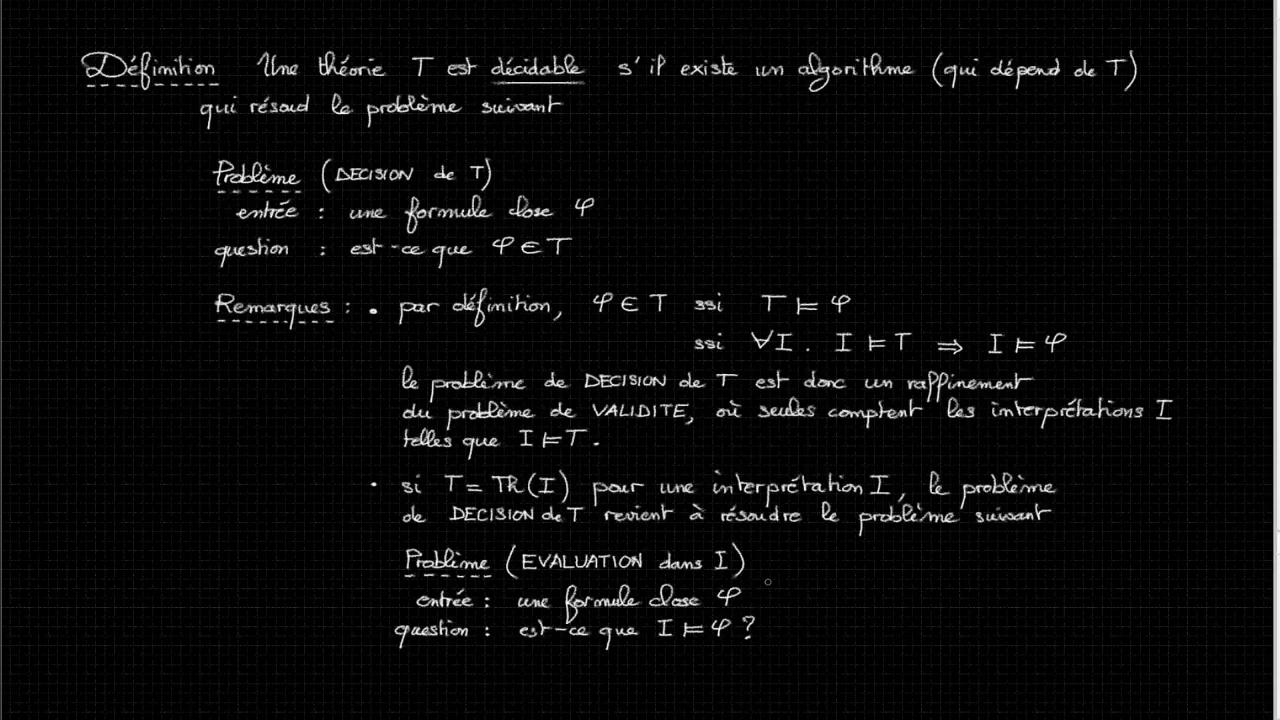 Définition Une théorie T est décidable s'il existe un algorithme (qui dépend de T)
qui résoud le problème suivant
Problème (DECISION de T)
entrée : une formule close φ
question : est-ce que φ ∈ T
Remarques : • par définition, φ ∈ T ssi T ⊨ φ
ssi ∀I. I ⊨ T ⇒ I ⊨ φ
le problème de DECISION de T est donc un raffinement
du problème de VALIDITE, où seules comptent les interprétations I
telles que I ⊨ T.
• si T = TH(I) pour une interprétation I, le problème
de DECISION de T revient à résoudre le problème suivant
Problème (EVALUATION dans I)
entrée : une formule close φ
question : est-ce que I ⊨ φ ?